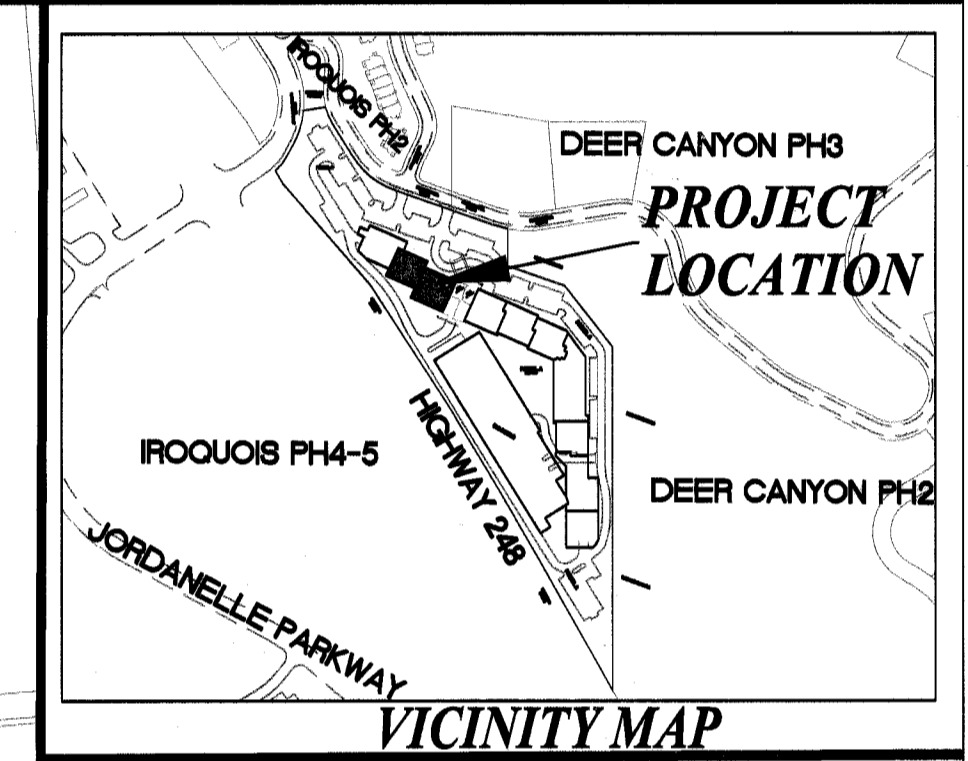 IROQUOIS PH2
DEER CANYON PH3
PROJECT
LOCATION
HIGHWAY 248
IROQUOIS PH4-5
DEER CANYON PH2
JORDANELLE PARKWAY
VICINITY MAP